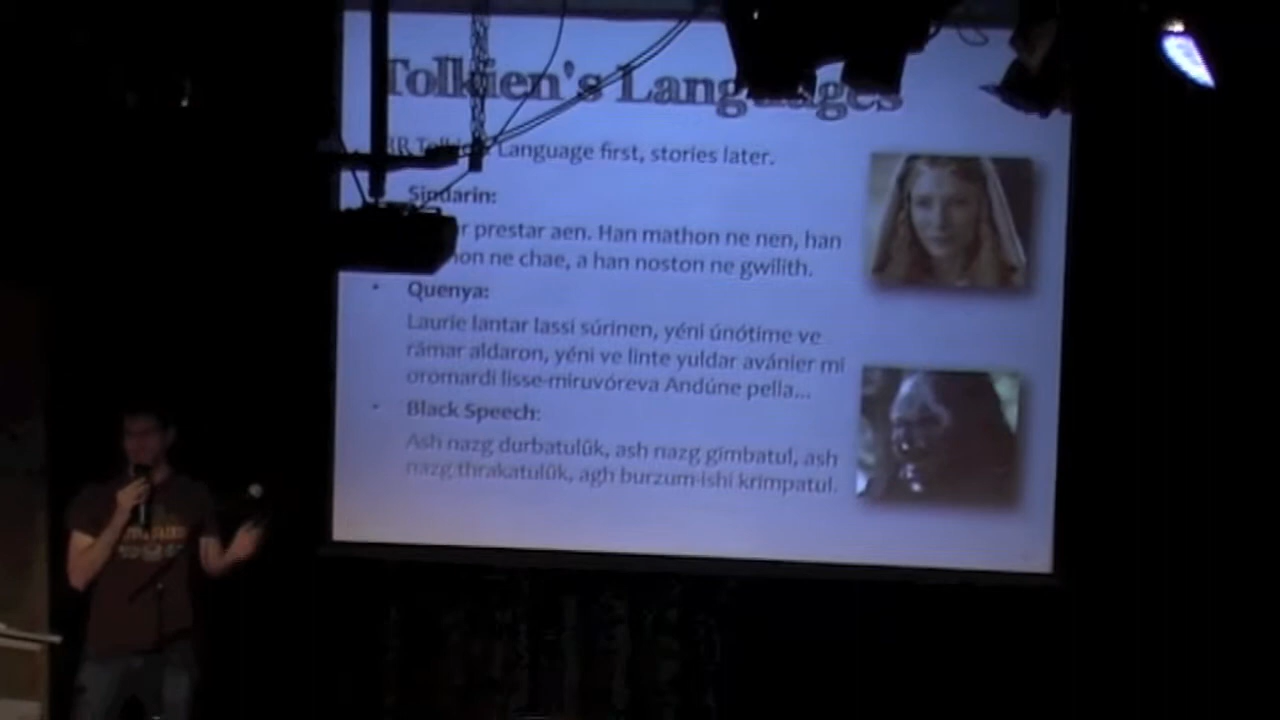 Tolkien's Languages
Language first, stories later.
Sindarin:
prestar aen. Han mathon ne nen, han
ne chae, a han noston ne gwilith.
• Quenya:
Laurië lantar lassi súrinen, yéni únótime ve
rámar aldaron, yéni ve linte yuldar avánier mi
oromardi lisse-miruvóreva Andúne pella...
• Black Speech:
Ash nazg durbatulûk, ash nazg gimbatul, ash
nazg thrakatulûk, agh burzum-ishi krimpatul.